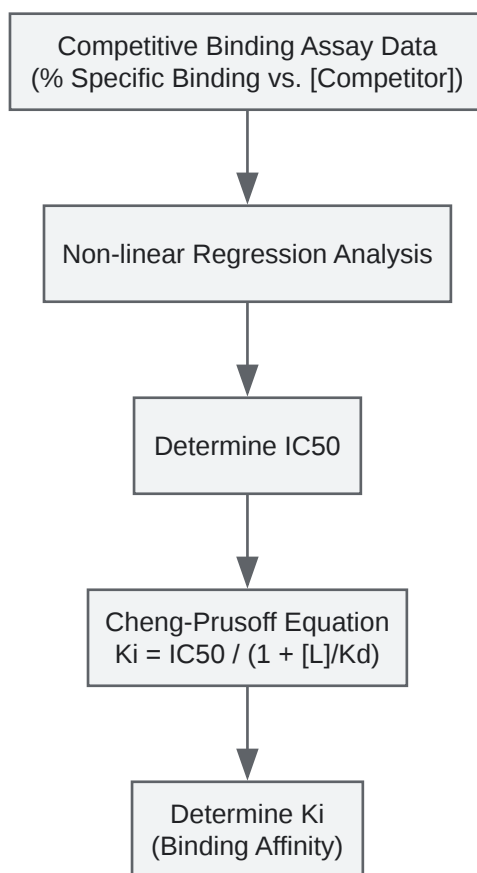 Competitive Binding Assay Data
(% Specific Binding vs. [Competitor])
Non-linear Regression Analysis
Determine IC50
Cheng-Prusoff Equation
Ki = IC50 / (1 + [L]/Kd)
Determine Ki
(Binding Affinity)